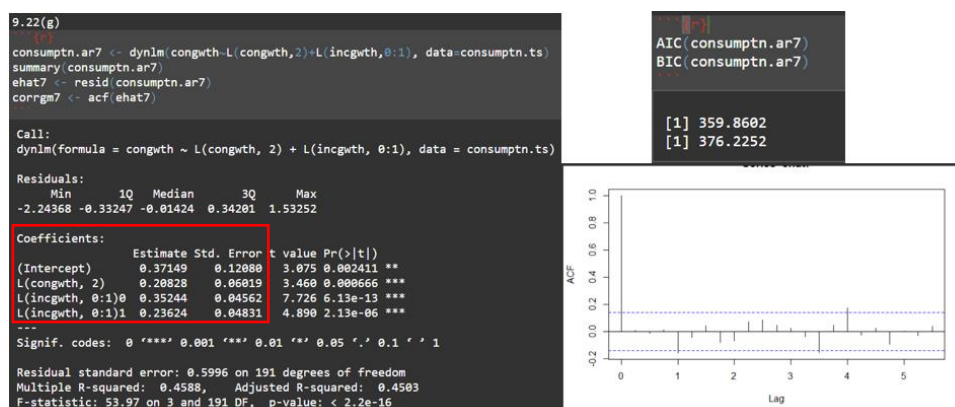 9.22(g)
```{r}
consumptn.ar7 <- dynlm(congwth~L(congwth,2)+L(incgwth,0:1), data=consumptn.ts)
summary(consumptn.ar7)
ehat7 <- resid(consumptn.ar7)
corrgm7 <- acf(ehat7)
```
Call:
dynlm(formula = congwth ~ L(congwth, 2) + L(incgwth, 0:1), data = consumptn.ts)
Residuals:
Min 1Q Median 3Q Max
-2.24368 -0.33247 -0.01424 0.34201 1.53252
Coefficients:
Estimate Std. Error t value Pr(>|t|)
(Intercept) 0.37149 0.12080 3.075 0.002411 **
L(congwth, 2) 0.20828 0.06019 3.460 0.000666 ***
L(incgwth, 0:1)0 0.35244 0.04562 7.726 6.13e-13 ***
L(incgwth, 0:1)1 0.23624 0.04831 4.890 2.13e-06 ***
---
Signif. codes: 0 ‘***’ 0.001 ‘**’ 0.01 ‘*’ 0.05 ‘.’ 0.1 ‘ ’ 1
Residual standard error: 0.5996 on 191 degrees of freedom
Multiple R-squared: 0.4588, Adjusted R-squared: 0.4503
F-statistic: 53.97 on 3 and 191 DF, p-value: < 2.2e-16
```{r}
AIC(consumptn.ar7)
BIC(consumptn.ar7)
```
[1] 359.8602
[1] 376.2252
ACF
1.0
0.8
0.6
0.4
0.2
0.0
-0.2
0 1 2 3 4 5
Lag